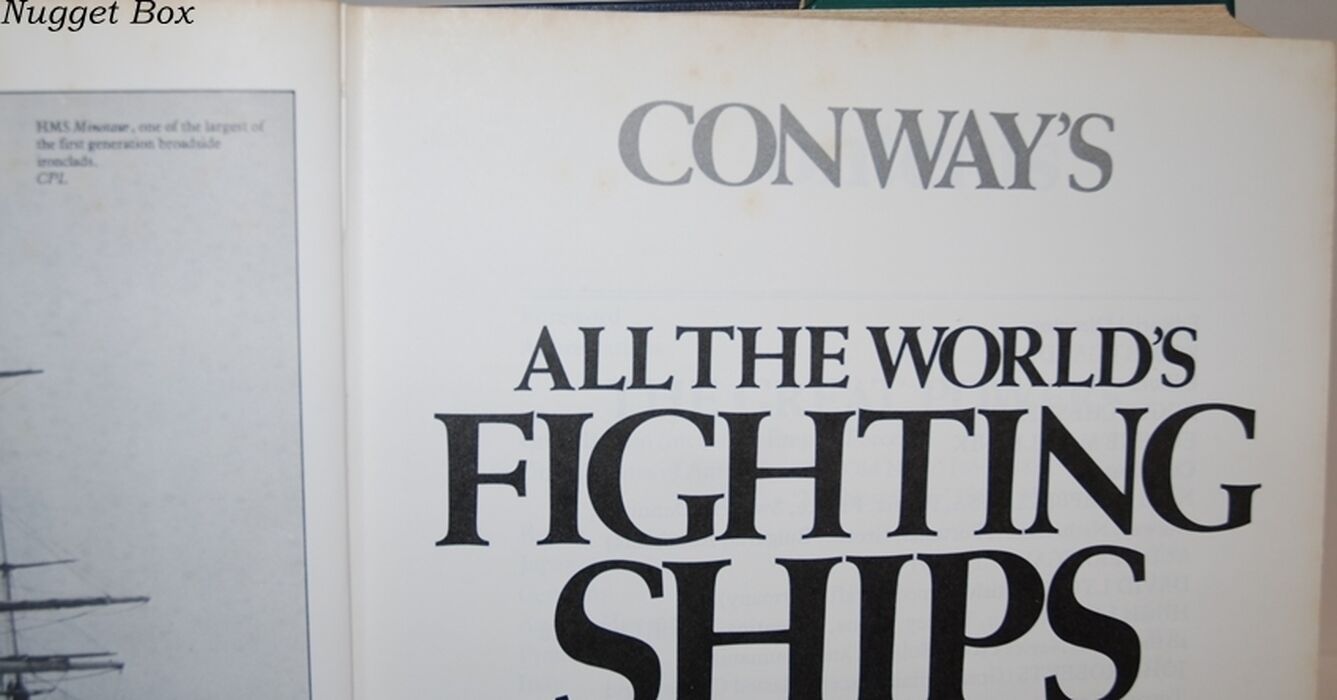 Nugget Box
HMS Minotaur, one of the largest of
the first generation broadside
ironclads.
CPL
CONWAY'S
ALL THE WORLD'S
FIGHTING
SHIPS